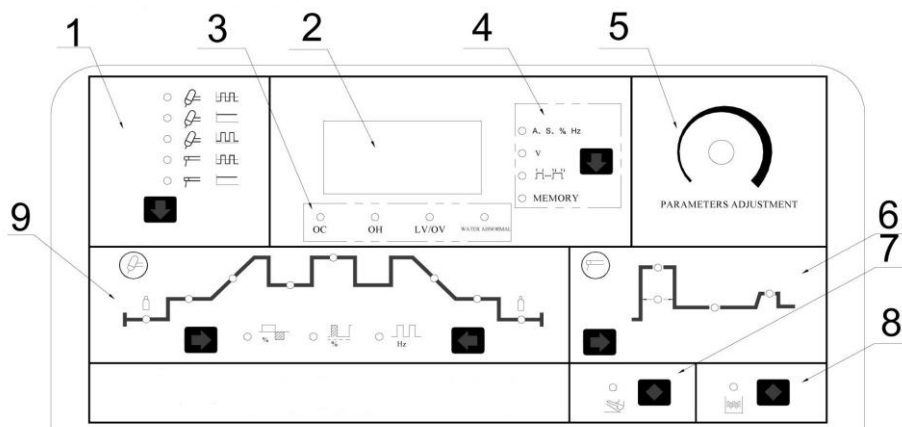 1
3
2
4
5
A. S. % Hz
V
MEMORY
OC
OH
LV/OV
WATER ABNORMAL
PARAMETERS ADJUSTMENT
9
6
7
8
%
%
Hz